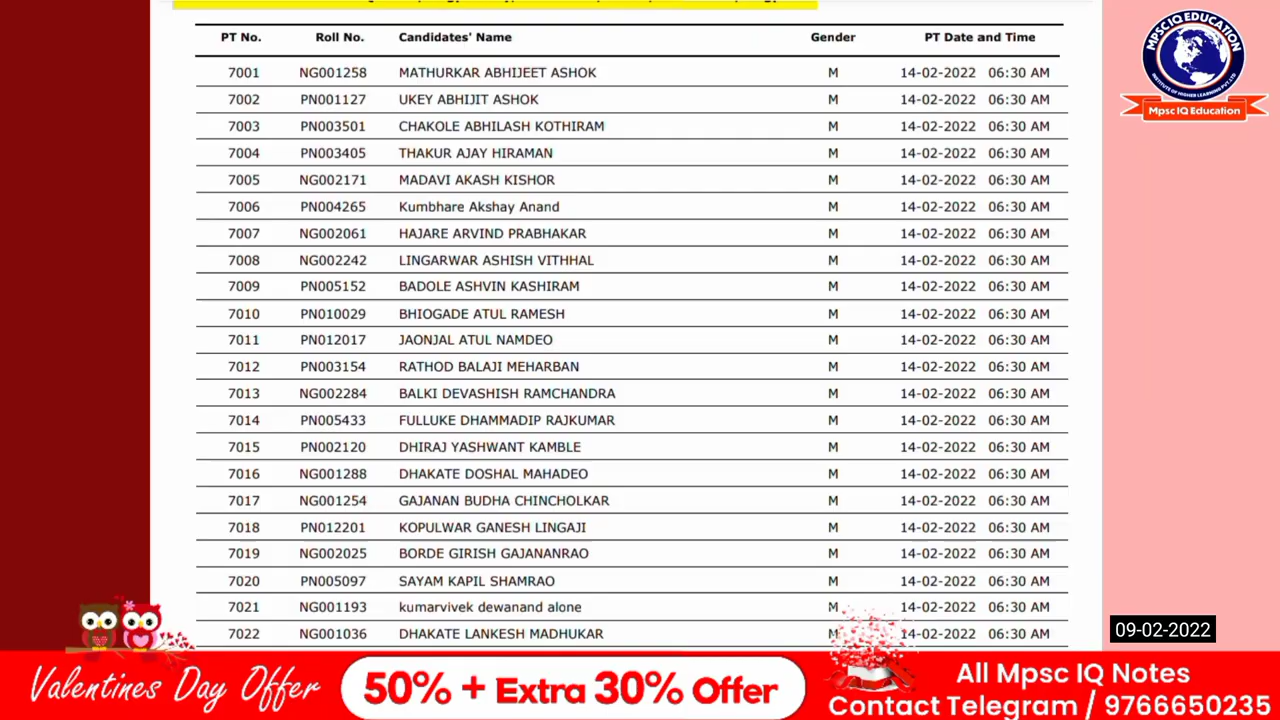 PT No. Roll No. Candidates' Name Gender PT Date and Time
7001 NG001258 MATHURKAR ABHIJEET ASHOK M 14-02-2022 06:30 AM
7002 PN001127 UKEY ABHIJIT ASHOK M 14-02-2022 06:30 AM
7003 PN003501 CHAKOLE ABHILASH KOTHIRAM M 14-02-2022 06:30 AM
7004 PN003405 THAKUR AJAY HIRAMAN M 14-02-2022 06:30 AM
7005 NG002171 MADAVI AKASH KISHOR M 14-02-2022 06:30 AM
7006 PN004265 Kumbhare Akshay Anand M 14-02-2022 06:30 AM
7007 NG002061 HAJARE ARVIND PRABHAKAR M 14-02-2022 06:30 AM
7008 NG002242 LINGARWAR ASHISH VITHHAL M 14-02-2022 06:30 AM
7009 PN005152 BADOLE ASHVIN KASHIRAM M 14-02-2022 06:30 AM
7010 PN010029 BHIOGADE ATUL RAMESH M 14-02-2022 06:30 AM
7011 PN012017 JAONJAL ATUL NAMDEO M 14-02-2022 06:30 AM
7012 PN003154 RATHOD BALAJI MEHARBAN M 14-02-2022 06:30 AM
7013 NG002284 BALKI DEVASHISH RAMCHANDRA M 14-02-2022 06:30 AM
7014 PN005433 FULLUKE DHAMMADIP RAJKUMAR M 14-02-2022 06:30 AM
7015 PN002120 DHIRAJ YASHWANT KAMBLE M 14-02-2022 06:30 AM
7016 NG001288 DHAKATE DOSHAL MAHADEO M 14-02-2022 06:30 AM
7017 NG001254 GAJANAN BUDHA CHINCHOLKAR M 14-02-2022 06:30 AM
7018 PN012201 KOPULWAR GANESH LINGAJI M 14-02-2022 06:30 AM
7019 NG002025 BORDE GIRISH GAJANANRAO M 14-02-2022 06:30 AM
7020 PN005097 SAYAM KAPIL SHAMRAO M 14-02-2022 06:30 AM
7021 NG001193 kumarvivek dewanand alone M 14-02-2022 06:30 AM
7022 NG001036 DHAKATE LANKESH MADHUKAR M 14-02-2022 06:30 AM
MPSC IQ EDUCATION
INSTITUTE OF HIGHER LEARNING PVT.LTD
Mpsc IQ Education
09-02-2022
Valentines Day Offer
50% + Extra 30% Offer
All Mpsc IQ Notes
Contact Telegram / 9766650235